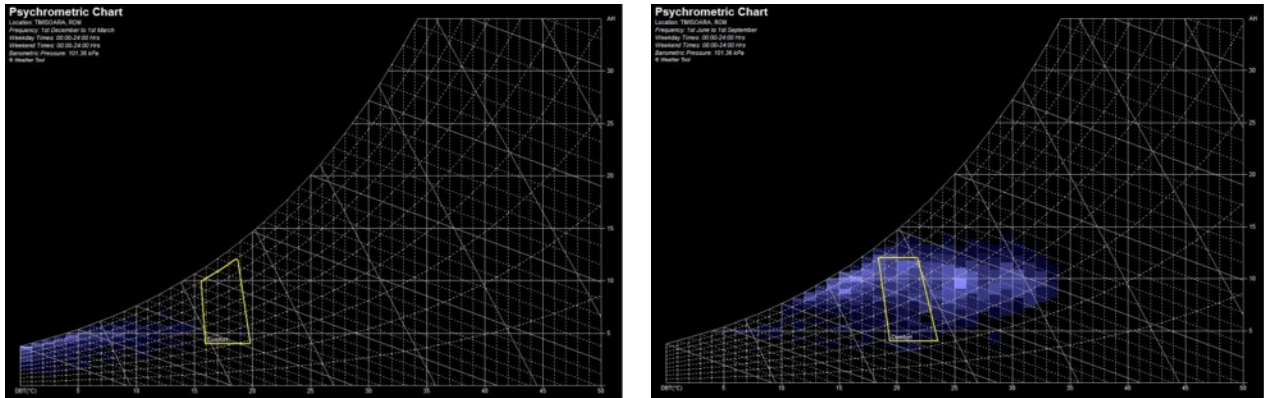 Psychrometric Chart
Location: TIMISOARA, ROM
Frequency: 1st December to 1st March
Weekday Times: 00:00-24:00 Hrs
Weekend Times: 00:00-24:00 Hrs
Barometric Pressure: 101.36 kPa
© Weather Tool
AH
30
25
20
15
10
5
Comfort
DBT(°C)
5
10
15
20
25
30
35
40
45
50
Psychrometric Chart
Location: TIMISOARA, ROM
Frequency: 1st June to 1st September
Weekday Times: 00:00-24:00 Hrs
Weekend Times: 00:00-24:00 Hrs
Barometric Pressure: 101.36 kPa
© Weather Tool
AH
30
25
20
15
10
5
Comfort
DBT(°C)
5
10
15
20
25
30
35
40
45
50